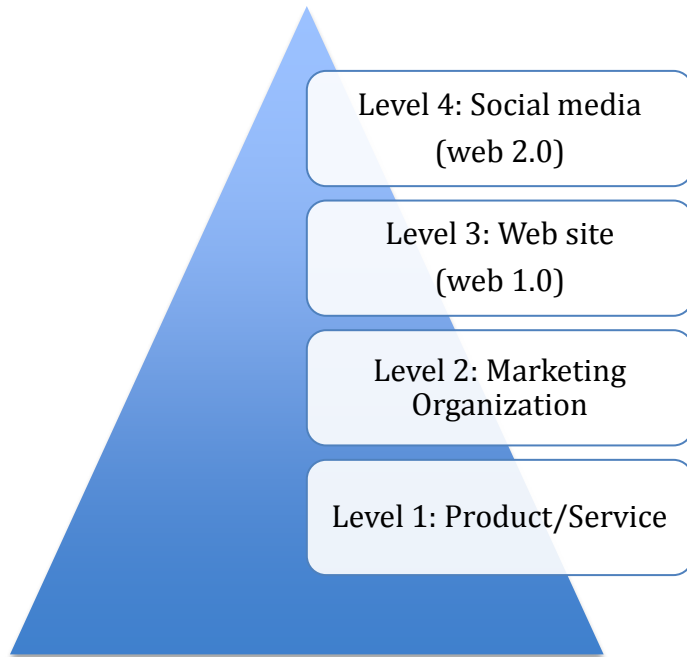 Level 4: Social media
(web 2.0)
Level 3: Web site
(web 1.0)
Level 2: Marketing
Organization
Level 1: Product/Service